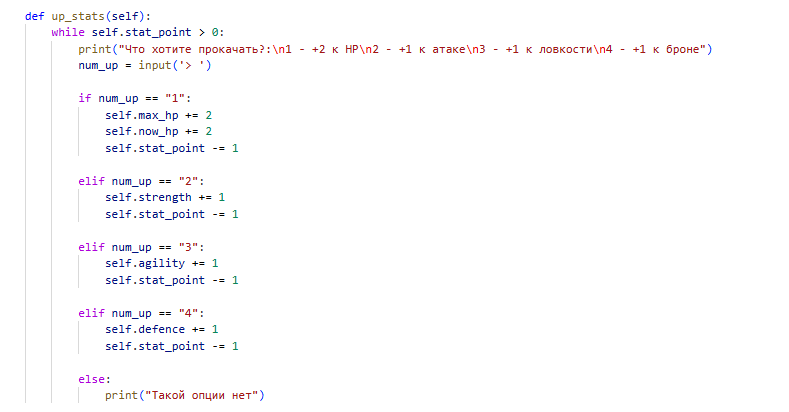 def up_stats(self):
while self.stat_point > 0:
print("Что хотите прокачать?:\n1 - +2 к HP\n2 - +1 к атаке\n3 - +1 к ловкости\n4 - +1 к броне")
num_up = input('> ')
if num_up == "1":
self.max_hp += 2
self.now_hp += 2
self.stat_point -= 1
elif num_up == "2":
self.strength += 1
self.stat_point -= 1
elif num_up == "3":
self.agility += 1
self.stat_point -= 1
elif num_up == "4":
self.defence += 1
self.stat_point -= 1
else:
print("Такой опции нет")